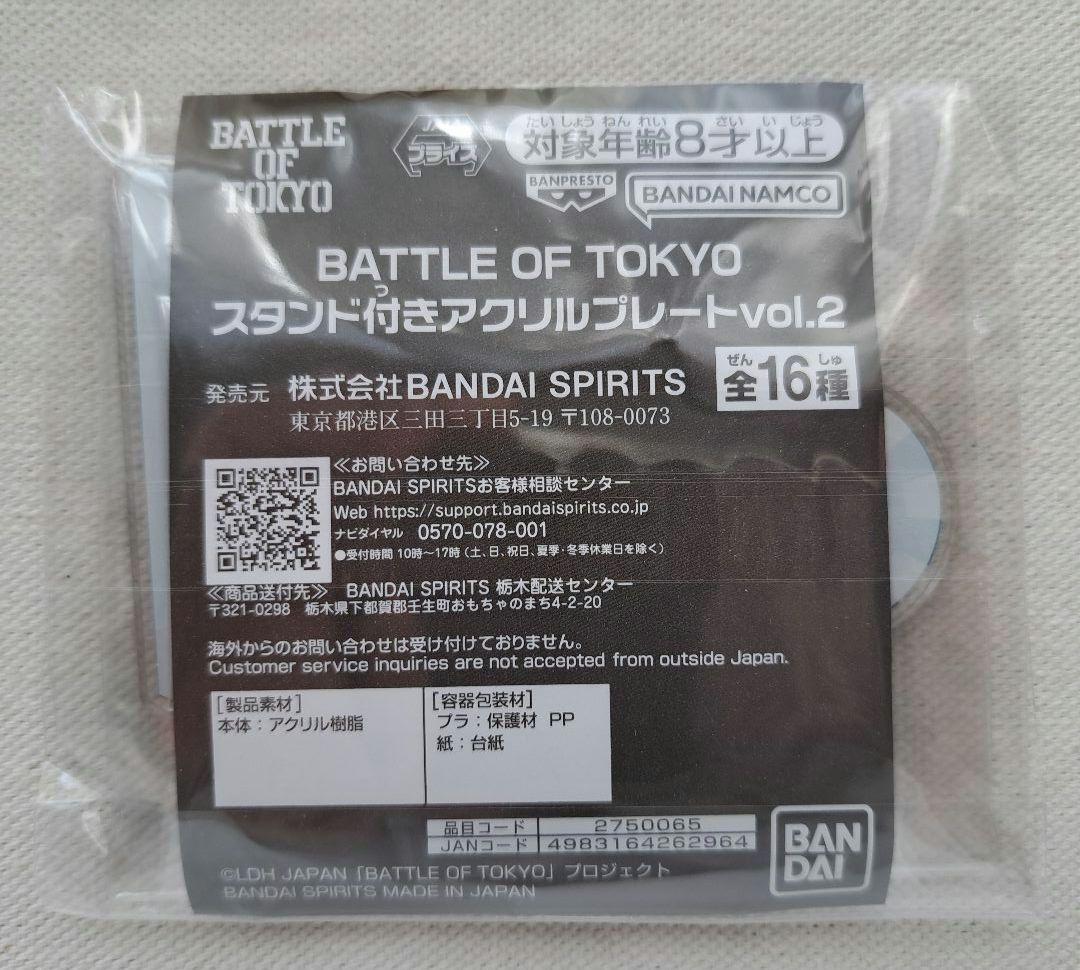 BATTLE
OF
TOKYO
プライズ
たいしょうねんれい さいいじょう
対象年齢8才以上
BANPRESTO
BANDAI NAMCO
BATTLE OF TOKYO
っ
スタンド付きアクリルプレートvol.2
ぜん しゅ
全16種
発売元 株式会社BANDAI SPIRITS
東京都港区三田三丁目5-19 〒108-0073
≪お問い合わせ先≫
BANDAI SPIRITSお客様相談センター
Web https://support.bandaispirits.co.jp
ナビダイヤル 0570-078-001
●受付時間 10時〜17時（土、日、祝日、夏季・冬季休業日を除く）
≪商品送付先≫ BANDAI SPIRITS 栃木配送センター
〒321-0298 栃木県下都賀郡壬生町おもちゃのまち4-2-20
海外からのお問い合わせは受け付けておりません。
Customer service inquiries are not accepted from outside Japan.
[製品素材]
本体：アクリル樹脂
[容器包装材]
プラ：保護材 PP
紙：台紙
品目コード 2750065
JANコード 4983164262964
©LDH JAPAN「BATTLE OF TOKYO」プロジェクト
BANDAI SPIRITS MADE IN JAPAN
BAN
DAI